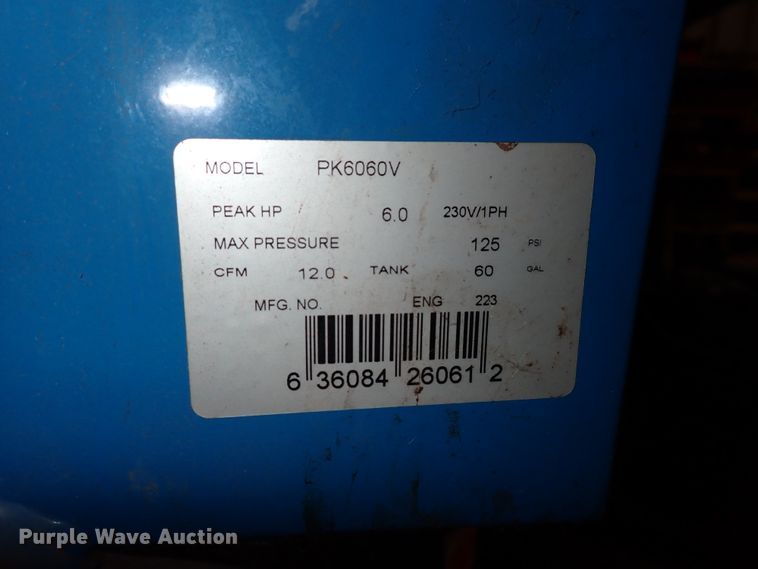 MODEL PK6060V
PEAK HP 6.0 230V/1PH
MAX PRESSURE 125 PSI
CFM 12.0 TANK 60 GAL
MFG. NO. ENG 223
6 36084 26061 2
Purple Wave Auction